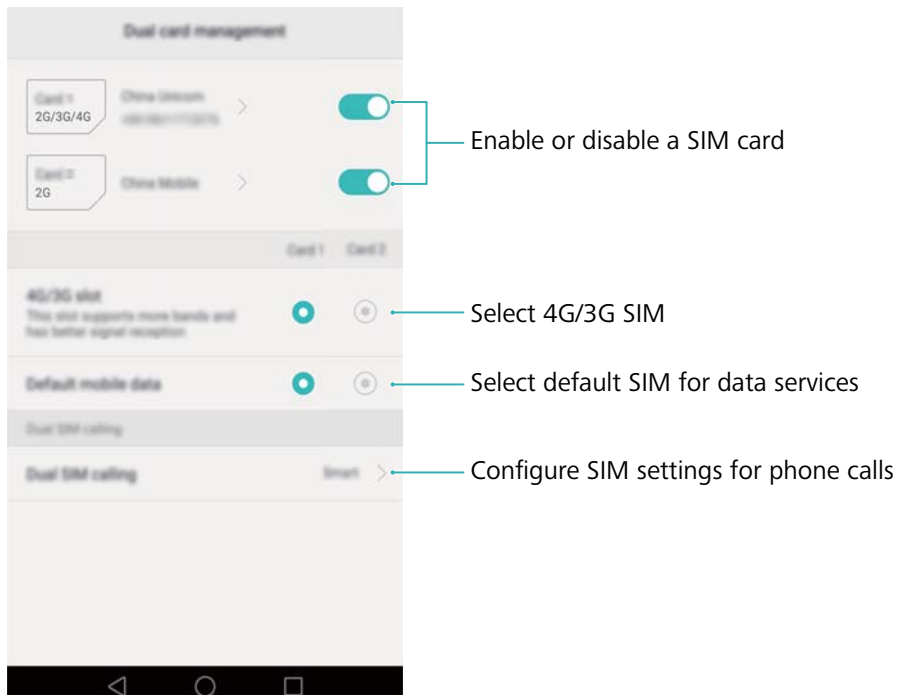 Dual card management
Card 1
China Unicom
2G/3G/4G
Enable or disable a SIM card
China Mobile
2G
Card 1 Card 2
4G/3G slot
This slot supports more bands and
has better signal reception
Select 4G/3G SIM
Default mobile data
Select default SIM for data services
Dual SIM calling
Dual SIM calling
Smart
Configure SIM settings for phone calls